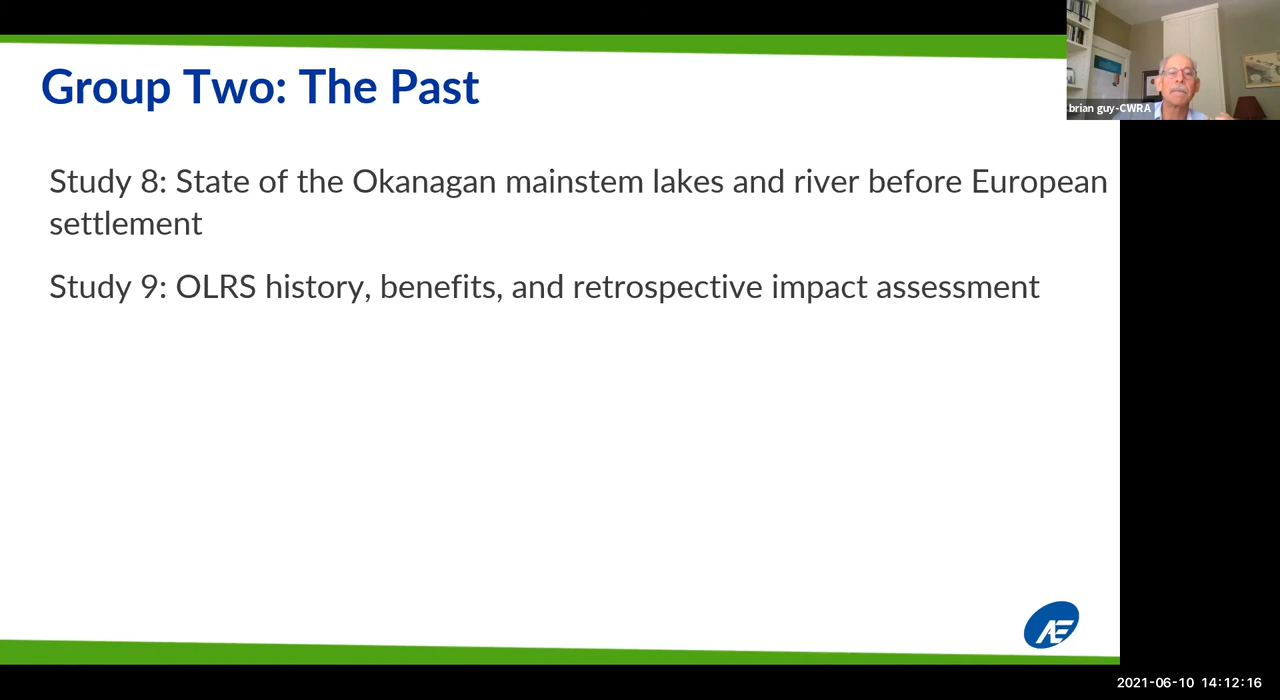 Group Two: The Past
brian guy-CWRA
Study 8: State of the Okanagan mainstem lakes and river before European
settlement
Study 9: OLRS history, benefits, and retrospective impact assessment
AE
2021-06-10 14:12:16